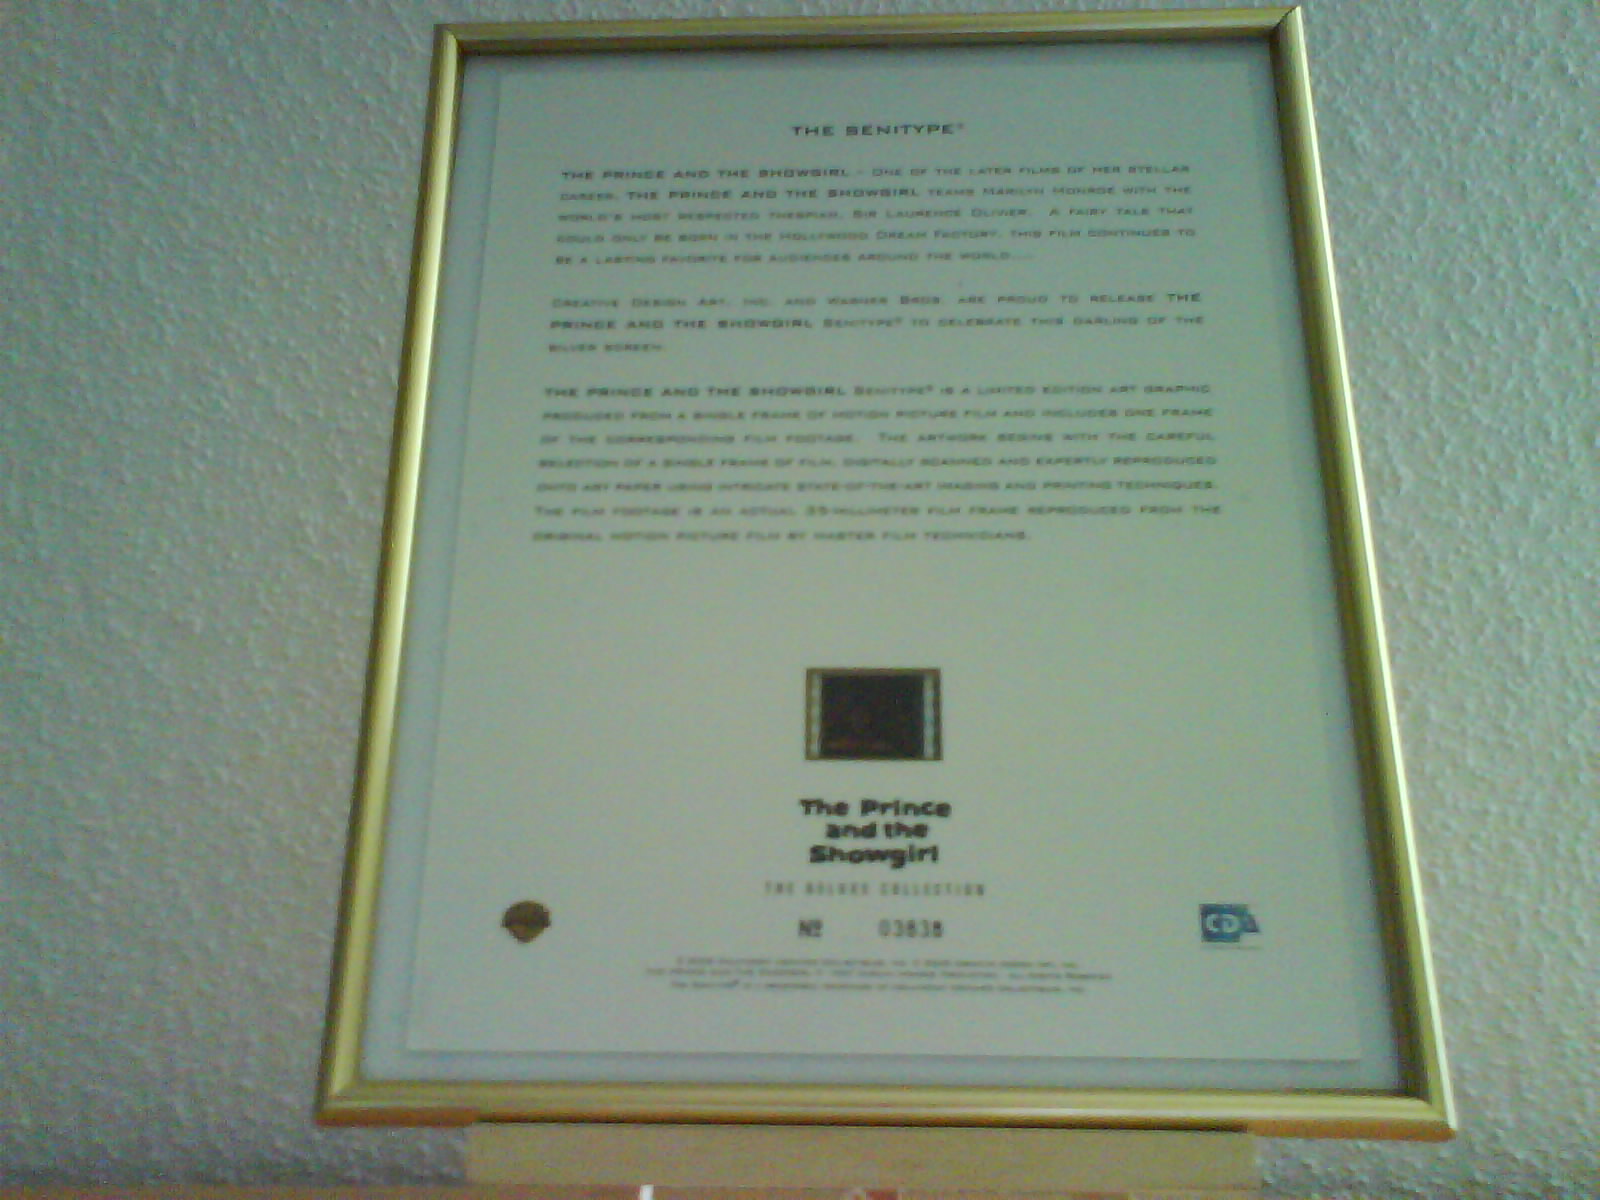 THE SENITYPE®
THE PRINCE AND THE SHOWGIRL - ONE OF THE LATER FILMS OF HER STELLAR
CAREER, THE PRINCE AND THE SHOWGIRL TEAMS MARILYN MONROE WITH THE
WORLD'S MOST RESPECTED THESPIAN, SIR LAURENCE OLIVIER. A FAIRY TALE THAT
COULD ONLY BE BORN IN THE HOLLYWOOD DREAM FACTORY, THIS FILM CONTINUES TO
BE A LASTING FAVORITE FOR AUDIENCES AROUND THE WORLD....
CREATIVE DESIGN ART, INC. AND WARNER BROS. ARE PROUD TO RELEASE THE
PRINCE AND THE SHOWGIRL SENITYPE® TO CELEBRATE THIS DARLING OF THE
SILVER SCREEN.
THE PRINCE AND THE SHOWGIRL SENITYPE® IS A LIMITED EDITION ART GRAPHIC
PRODUCED FROM A SINGLE FRAME OF MOTION PICTURE FILM AND INCLUDES ONE FRAME
OF THE CORRESPONDING FILM FOOTAGE. THE ARTWORK BEGINS WITH THE CAREFUL
SELECTION OF A SINGLE FRAME OF FILM, DIGITALLY SCANNED AND EXPERTLY REPRODUCED
ONTO ART PAPER USING INTRICATE STATE-OF-THE-ART IMAGING AND PRINTING TECHNIQUES.
THE FILM FOOTAGE IS AN ACTUAL 35-MILLIMETER FILM FRAME REPRODUCED FROM THE
ORIGINAL MOTION PICTURE FILM BY MASTER FILM TECHNICIANS.
The Prince
and the
Showgirl
THE DELUXE COLLECTION
Nº 03838
CDA